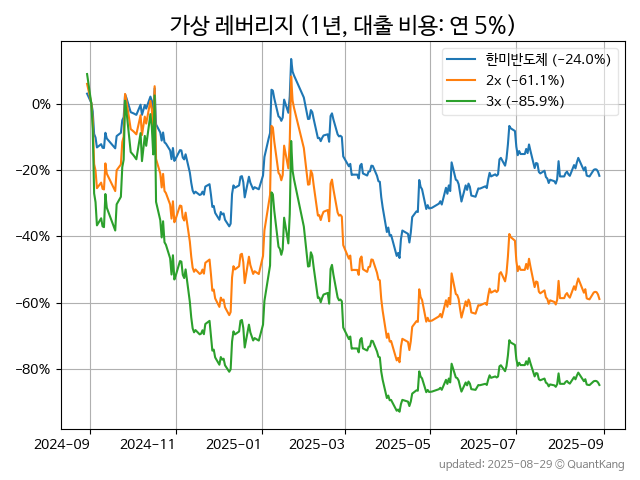 가상 레버리지 (1년, 대출 비용: 연 5%)
한미반도체 (−24.0%)
2x (−61.1%)
3x (−85.9%)
0%
−20%
−40%
−60%
−80%
2024-09
2024-11
2025-01
2025-03
2025-05
2025-07
2025-09
updated: 2025-08-29 © QuantKang